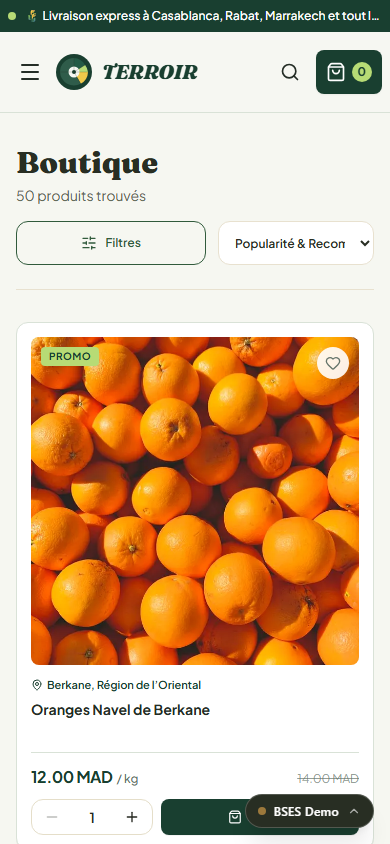 Livraison express à Casablanca, Rabat, Marrakech et tout l...
TERROIR
0
Boutique
50 produits trouvés
Filtres
Popularité & Recom
PROMO
Berkane, Région de l'Oriental
Oranges Navel de Berkane
12.00 MAD / kg
14.00 MAD
1
BSES Demo